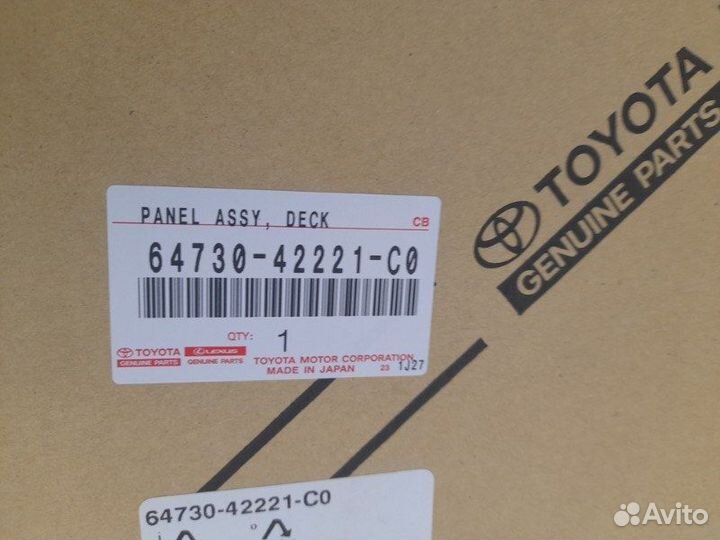 TOYOTA
GENUINE PARTS
PANEL ASSY, DECK CB
64730-42221-C0
QTY: 1
TOYOTA LEXUS
GENUINE PARTS GENUINE PARTS
TOYOTA MOTOR CORPORATION
MADE IN JAPAN 23 1J27
64730-42221-C0
Avito